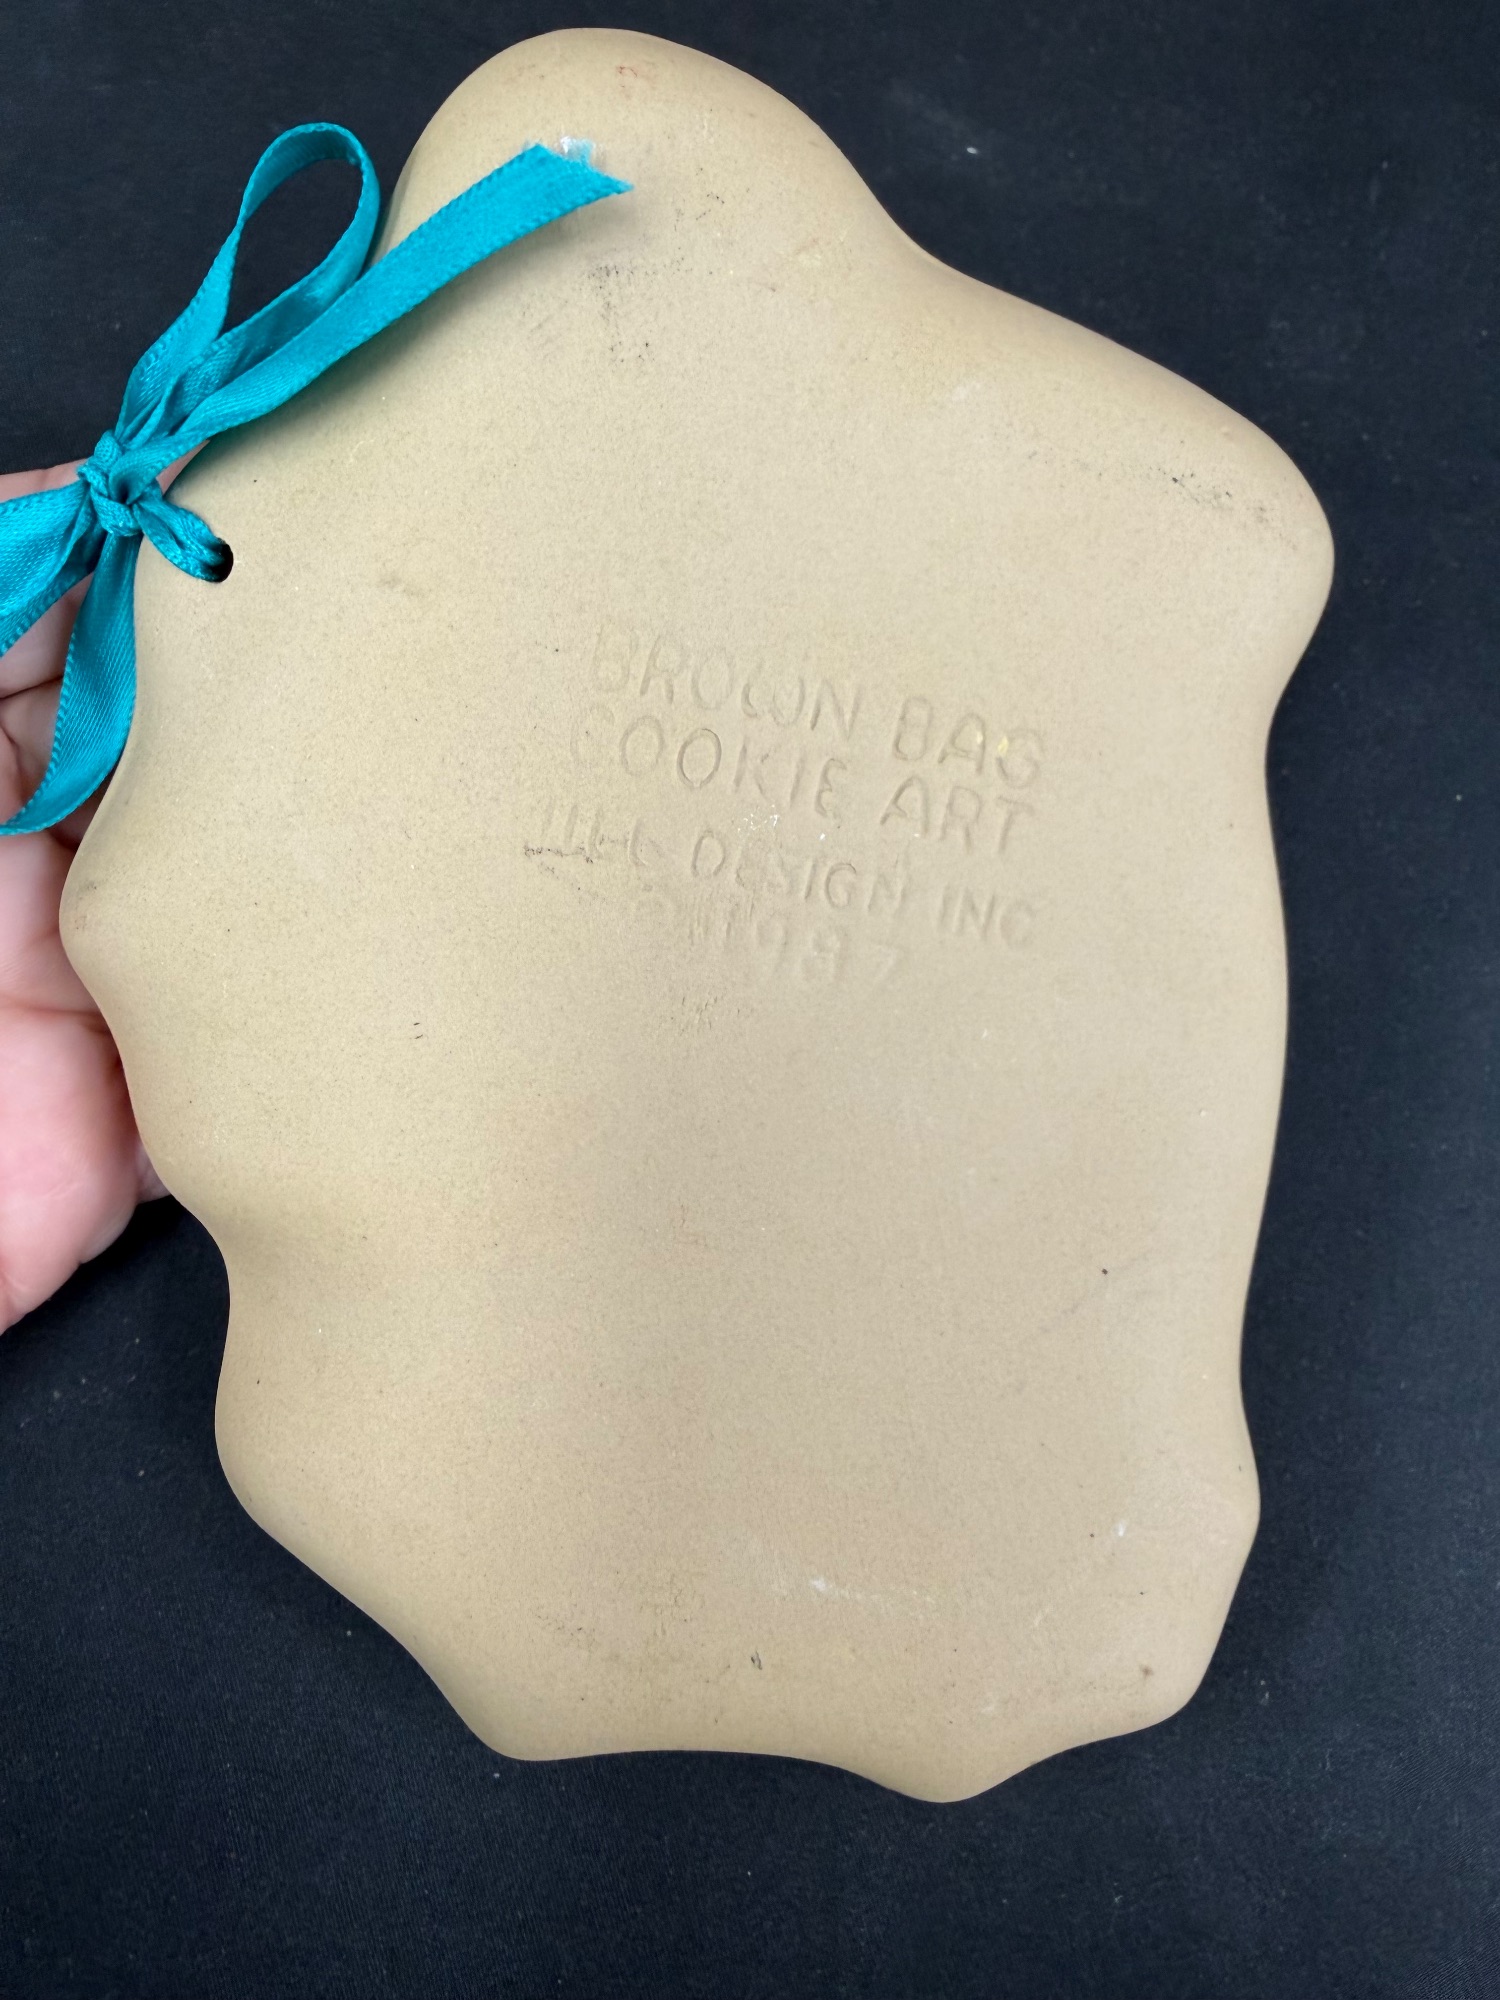 BROWN BAG
COOKIE ART
HILL DESIGN INC
1987